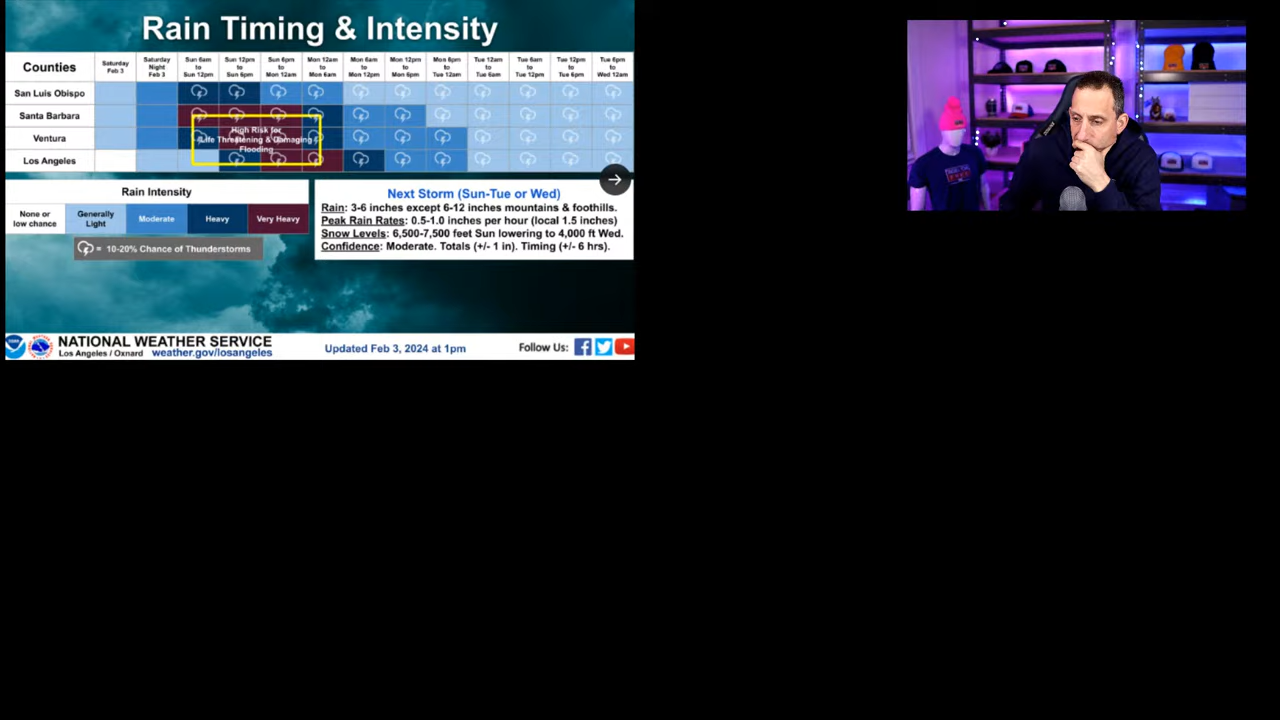 Rain Timing & Intensity
Counties
Saturday
Feb 3
Saturday
Night
Feb 3
Sun 6am
to
Sun 12pm
Sun 12pm
to
Sun 6pm
Sun 6pm
to
Mon 12am
Mon 12am
to
Mon 6am
Mon 6am
to
Mon 12pm
Mon 12pm
to
Mon 6pm
Mon 6pm
to
Tue 12am
Tue 12am
to
Tue 6am
Tue 6am
to
Tue 12pm
Tue 12pm
to
Tue 6pm
Tue 6pm
to
Wed 12am
San Luis Obispo
Santa Barbara
Ventura
Los Angeles
High Risk for
Life Threatening & Damaging
Flooding
Rain Intensity
None or
low chance
Generally
Light
Moderate
Heavy
Very Heavy
= 10-20% Chance of Thunderstorms
Next Storm (Sun-Tue or Wed)
Rain: 3-6 inches except 6-12 inches mountains & foothills.
Peak Rain Rates: 0.5-1.0 inches per hour (local 1.5 inches)
Snow Levels: 6,500-7,500 feet Sun lowering to 4,000 ft Wed.
Confidence: Moderate. Totals (+/- 1 in). Timing (+/- 6 hrs).
NATIONAL WEATHER SERVICE
Los Angeles / Oxnard weather.gov/losangeles
Updated Feb 3, 2024 at 1pm
Follow Us: